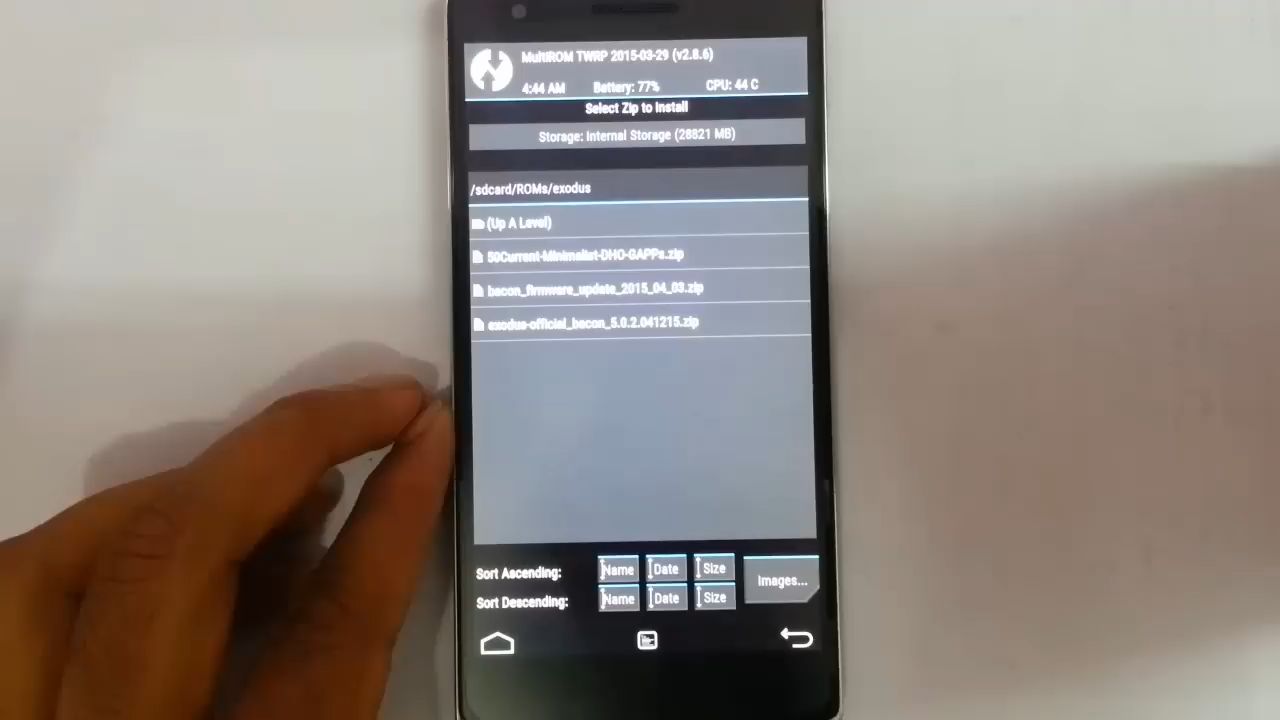 MultiROM TWRP 2015-03-29 (v2.8.6)
4:44 AM Battery: 77% CPU: 44 C
Select Zip to Install
Storage: Internal Storage (28821 MB)
/sdcard/ROMs/exodus
(Up A Level)
50Current-Minimalist-DHO-GAPPs.zip
bacon_firmware_update_2015_04_03.zip
exodus-official_bacon_5.0.2.041215.zip
Sort Ascending: Name Date Size
Images...
Sort Descending: Name Date Size